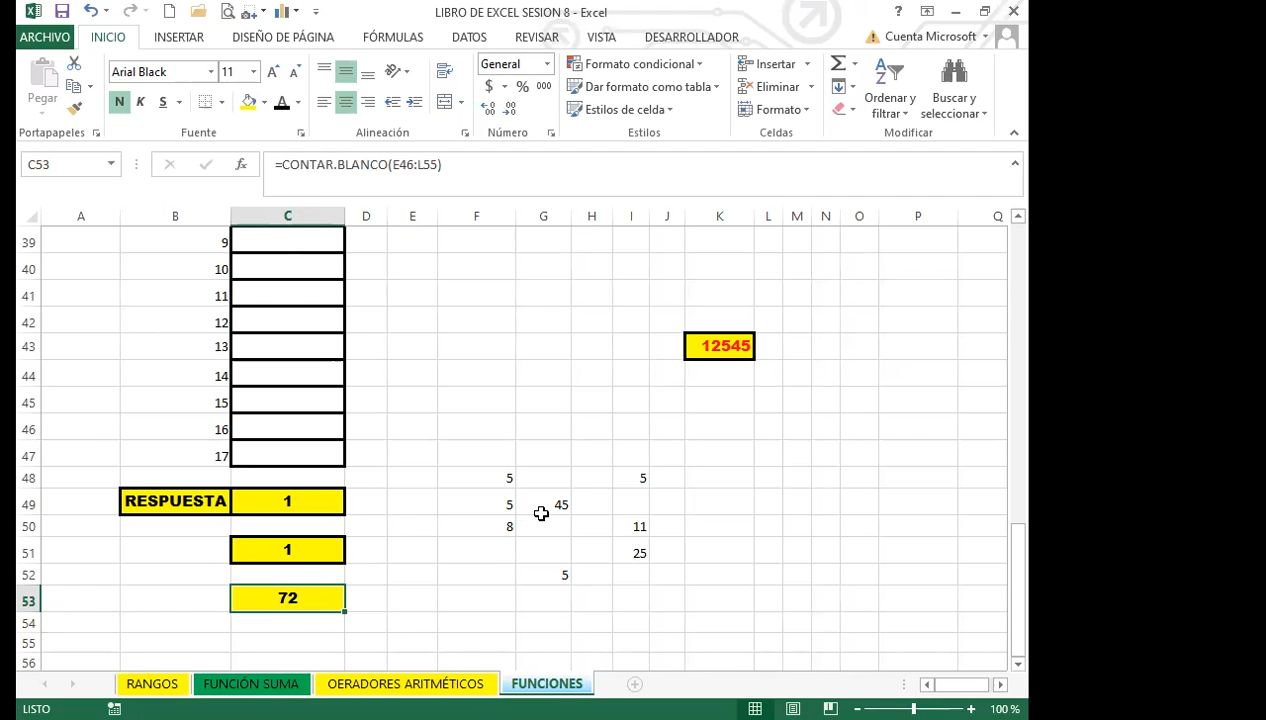 LIBRO DE EXCEL SESION 8 - Excel
ARCHIVO INICIO INSERTAR DISEÑO DE PÁGINA FÓRMULAS DATOS REVISAR VISTA DESARROLLADOR Cuenta Microsoft
Pegar
Arial Black 11
N K S A
General
$ % 000
Formato condicional
Dar formato como tabla
Estilos de celda
Insertar
Eliminar
Formato
Ordenar y filtrar
Buscar y seleccionar
Portapapeles Fuente Alineación Número Estilos Celdas Modificar
C53 fx =CONTAR.BLANCO(E46:L55)
A B C D E F G H I J K L M N O P Q
39 9
40 10
41 11
42 12
43 13 12545
44 14
45 15
46 16
47 17
48 5 5
49 RESPUESTA 1 5 45
50 8 11
51 1 25
52 5
53 72
54
55
56
RANGOS FUNCIÓN SUMA OERADORES ARITMÉTICOS FUNCIONES
LISTO 100 %